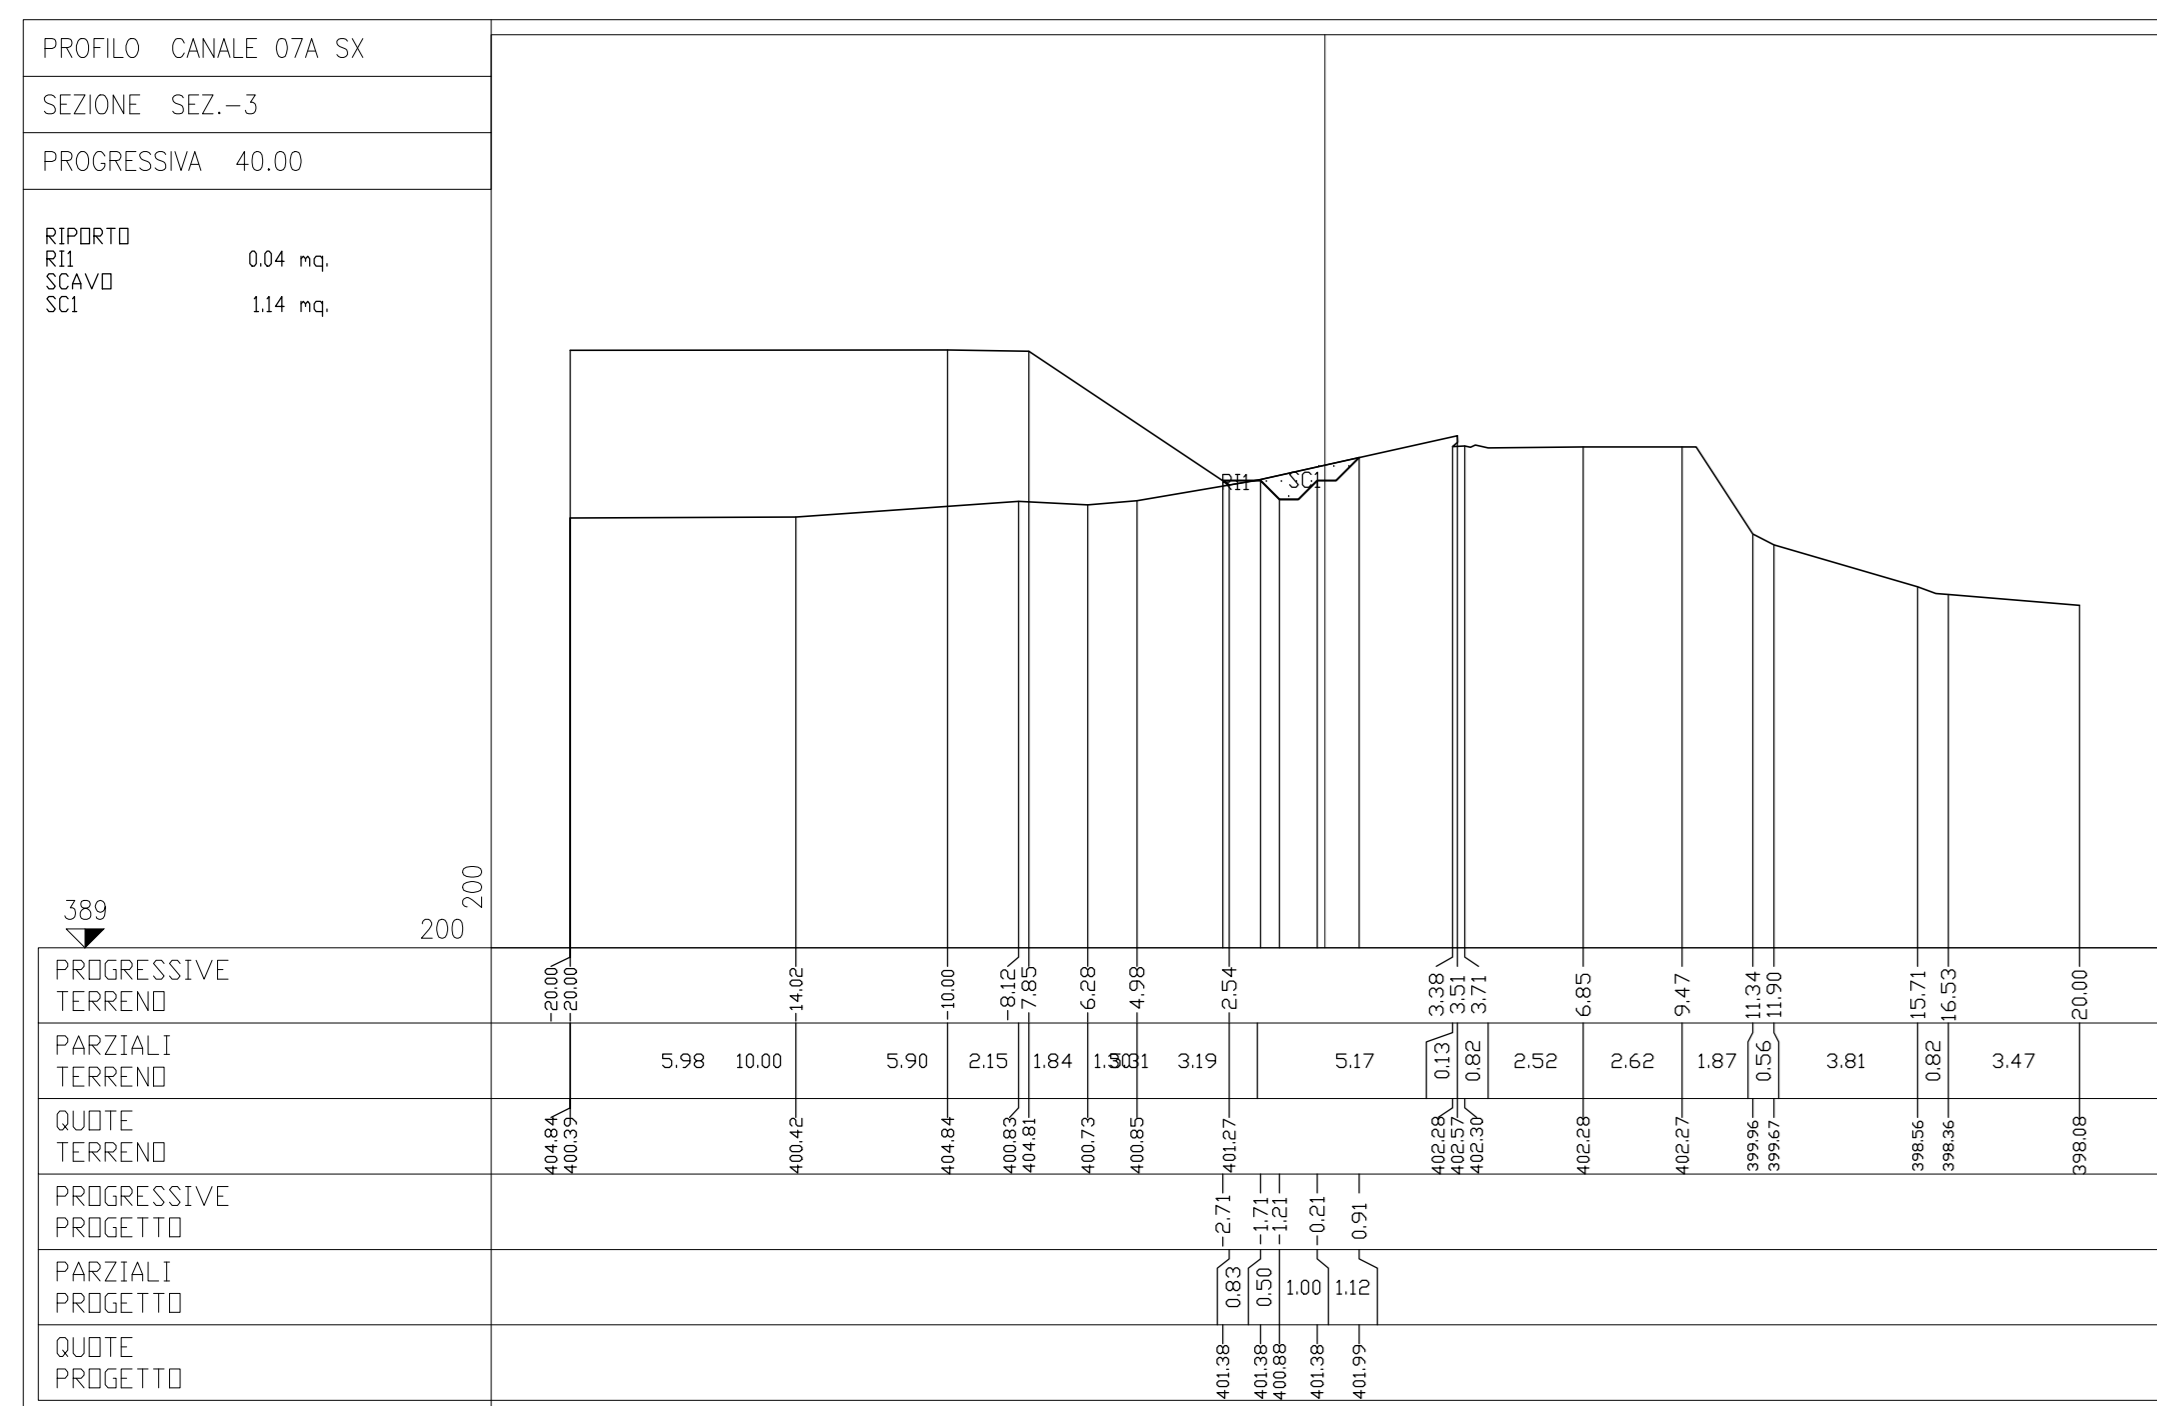 PROFILO CANALE 07A SX
SEZIONE SEZ.-3
PROGRESSIVA 40.00
RIPORTO
RI1 0.04 mq.
SCAVO
SC1 1.14 mq.
RI1 SC1
200
389
200
PROGRESSIVE
TERRENO
-20.00 -20.00 -14.02 -10.00 -8.12 -7.85 -6.28 -4.98 -2.54 3.38 3.51 3.71 6.85 9.47 11.34 11.90 15.71 16.53 20.00
PARZIALI
TERRENO
5.98 10.00 5.90 2.15 1.84 3.19 5.17 0.13 0.82 2.52 2.62 1.87 0.56 3.81 0.82 3.47
QUOTE
TERRENO
404.84 400.39 400.42 404.84 400.83 404.81 400.73 400.85 401.27 402.28 402.57 402.30 402.28 402.27 399.96 399.67 398.56 398.36 398.08
PROGRESSIVE
PROGETTO
-2.71 -1.71 -1.21 -0.21 0.91
PARZIALI
PROGETTO
0.83 0.50 1.00 1.12
QUOTE
PROGETTO
401.38 401.38 400.88 401.38 401.99